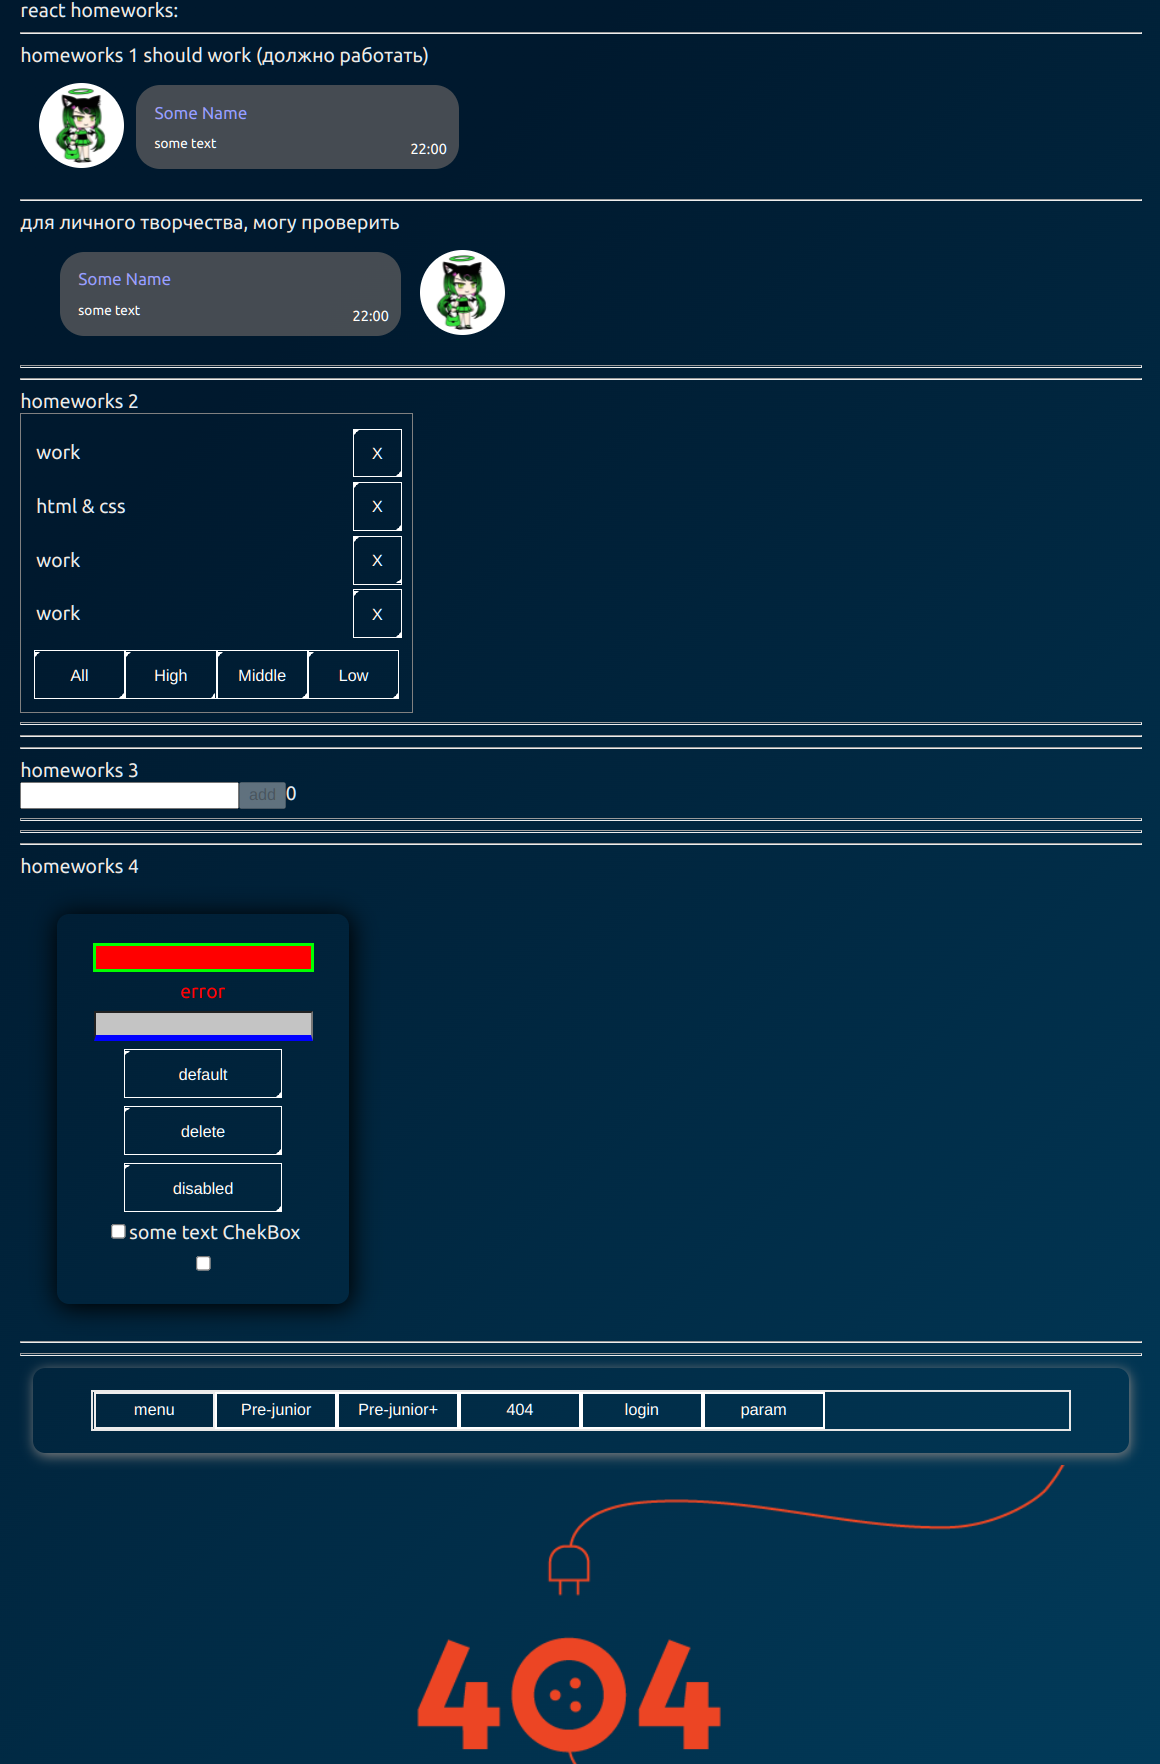 react homeworks:
homeworks 1 should work (должно работать)
Some Name
some text
22:00
для личного творчества, могу проверить
Some Name
some text
22:00
homeworks 2
work X
html & css X
work X
work X
All High Middle Low
homeworks 3
add 0
homeworks 4
error
default
delete
disabled
some text ChekBox
menu Pre-junior Pre-junior+ 404 login param
404